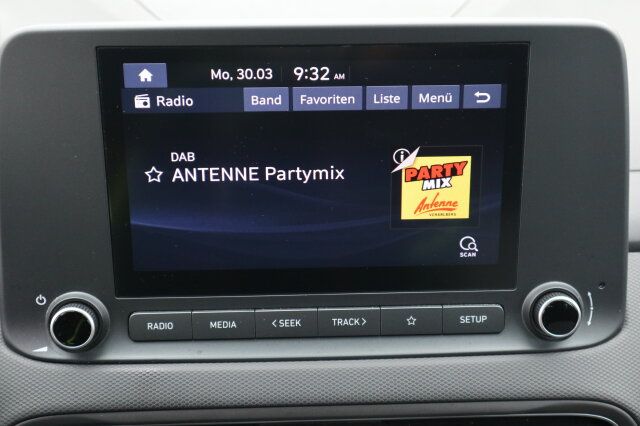 Mo, 30.03 9:32 AM
Radio Band Favoriten Liste Menü
DAB
ANTENNE Partymix
PARTY
MIX
Antenne
VORARLBERG
SCAN
RADIO MEDIA < SEEK TRACK > SETUP